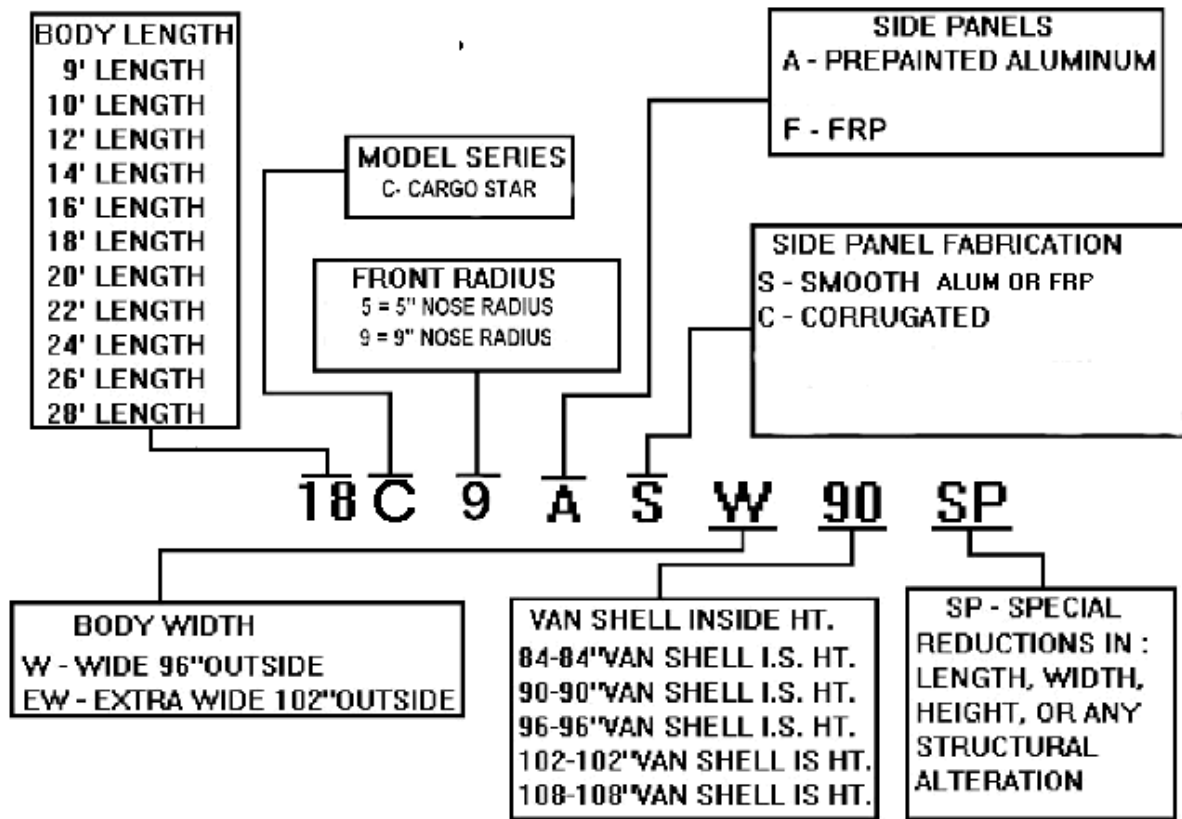 BODY LENGTH
9' LENGTH
10' LENGTH
12' LENGTH
14' LENGTH
16' LENGTH
18' LENGTH
20' LENGTH
22' LENGTH
24' LENGTH
26' LENGTH
28' LENGTH
MODEL SERIES
C- CARGO STAR
FRONT RADIUS
5 = 5" NOSE RADIUS
9 = 9" NOSE RADIUS
SIDE PANELS
A - PREPAINTED ALUMINUM
F - FRP
SIDE PANEL FABRICATION
S - SMOOTH ALUM OR FRP
C - CORRUGATED
18 C 9 A S W 90 SP
BODY WIDTH
W - WIDE 96"OUTSIDE
EW - EXTRA WIDE 102"OUTSIDE
VAN SHELL INSIDE HT.
84-84"VAN SHELL I.S. HT.
90-90"VAN SHELL I.S. HT.
96-96"VAN SHELL I.S. HT.
102-102"VAN SHELL IS HT.
108-108"VAN SHELL IS HT.
SP - SPECIAL
REDUCTIONS IN :
LENGTH, WIDTH,
HEIGHT, OR ANY
STRUCTURAL
ALTERATION